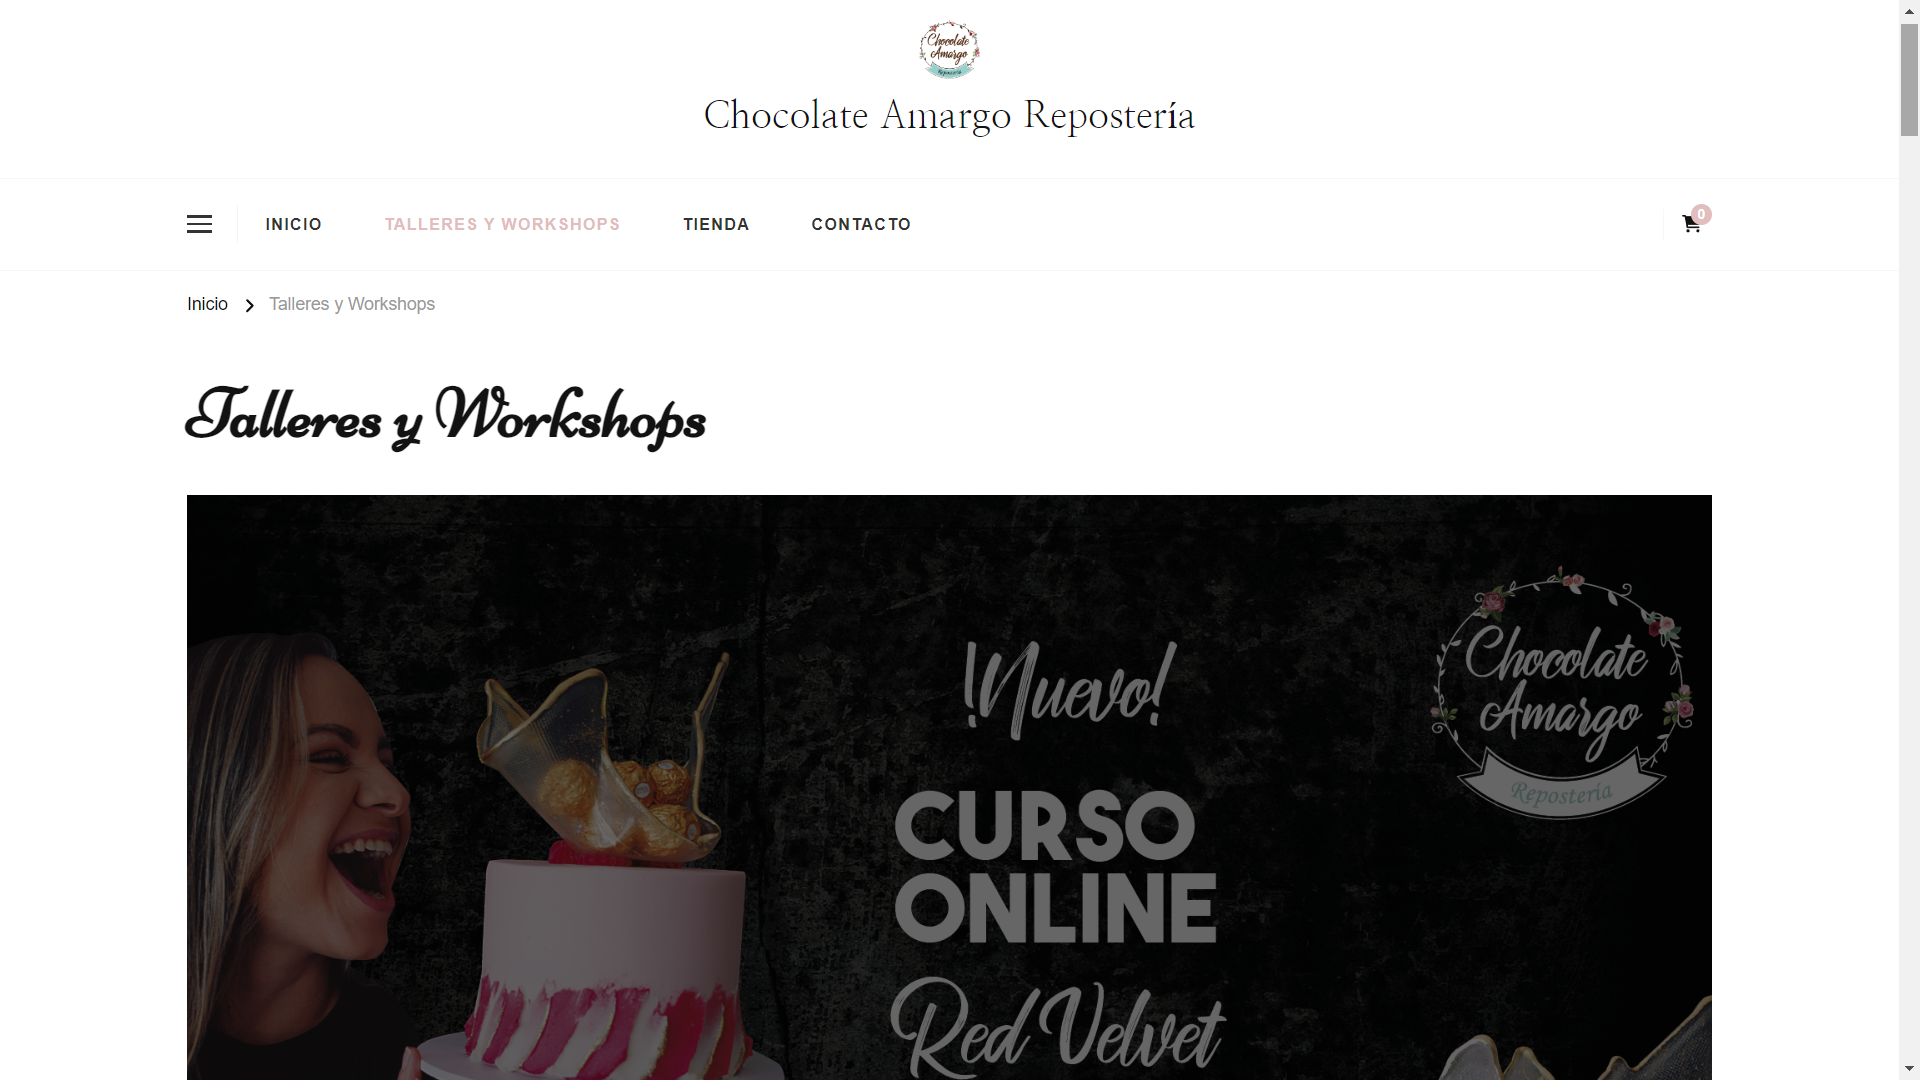 Chocolate
Amargo
Repostería
Chocolate Amargo Repostería
INICIO
TALLERES Y WORKSHOPS
TIENDA
CONTACTO
0
Inicio
Talleres y Workshops
Talleres y Workshops
!Nuevo!
CURSO
ONLINE
Red Velvet
Chocolate
Amargo
Repostería